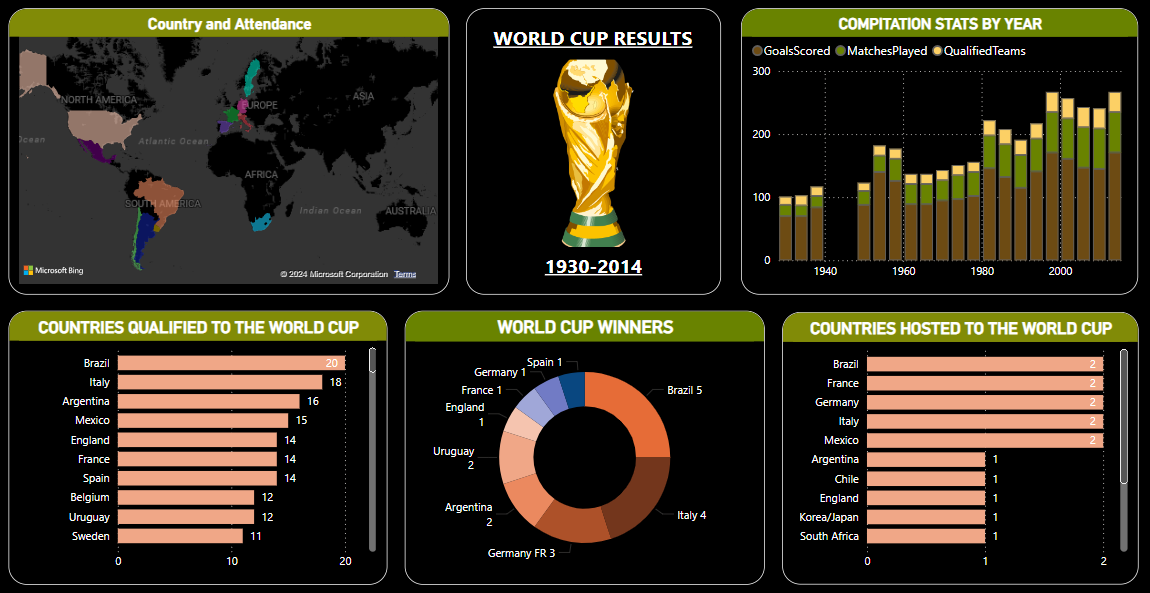 Country and Attendance
NORTH AMERICA
EUROPE
ASIA
Ocean
Atlantic Ocean
AFRICA
SOUTH AMERICA
Indian Ocean
AUSTRALIA
Microsoft Bing
© 2024 Microsoft Corporation Terms
WORLD CUP RESULTS
1930-2014
COMPITATION STATS BY YEAR
GoalsScored MatchesPlayed QualifiedTeams
300
200
100
0
1940 1960 1980 2000
COUNTRIES QUALIFIED TO THE WORLD CUP
Brazil 20
Italy 18
Argentina 16
Mexico 15
England 14
France 14
Spain 14
Belgium 12
Uruguay 12
Sweden 11
0 10 20
WORLD CUP WINNERS
Spain 1
Germany 1
France 1
England
1
Uruguay
2
Argentina
2
Germany FR 3
Italy 4
Brazil 5
COUNTRIES HOSTED TO THE WORLD CUP
Brazil 2
France 2
Germany 2
Italy 2
Mexico 2
Argentina 1
Chile 1
England 1
Korea/Japan 1
South Africa 1
0 1 2